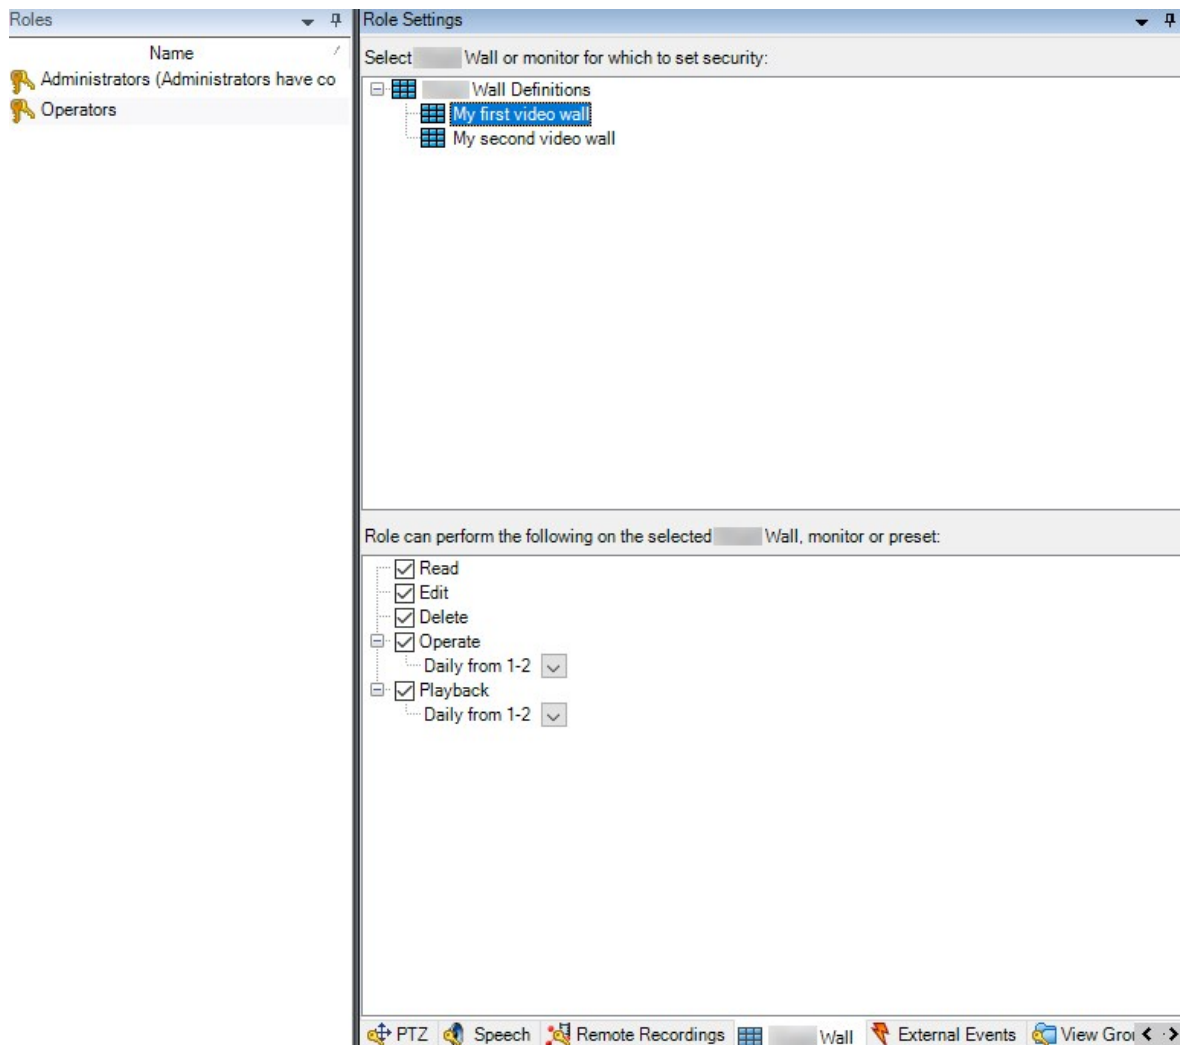 Roles
Name
Administrators (Administrators have co
Operators
Role Settings
Select Wall or monitor for which to set security:
Wall Definitions
My first video wall
My second video wall
Role can perform the following on the selected Wall, monitor or preset:
Read
Edit
Delete
Operate
Daily from 1-2
Playback
Daily from 1-2
PTZ Speech Remote Recordings Wall External Events View Grou